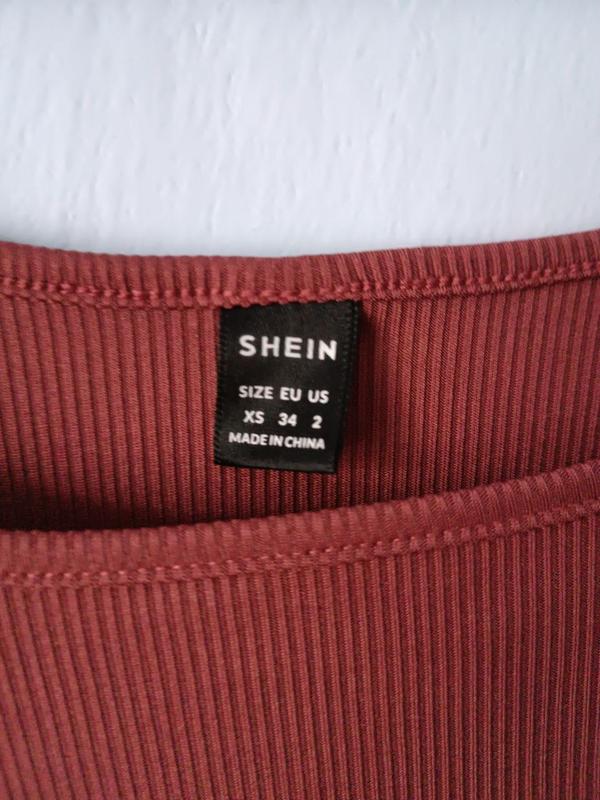 SHEIN
SIZE EU US
XS 34 2
MADE IN CHINA